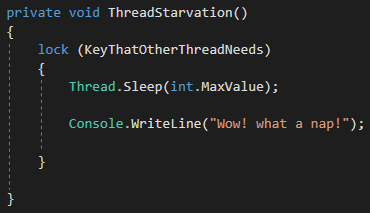 private void ThreadStarvation()
{
lock (KeyThatOtherThreadNeeds)
{
Thread.Sleep(int.MaxValue);
Console.WriteLine("Wow! what a nap!");
}
}